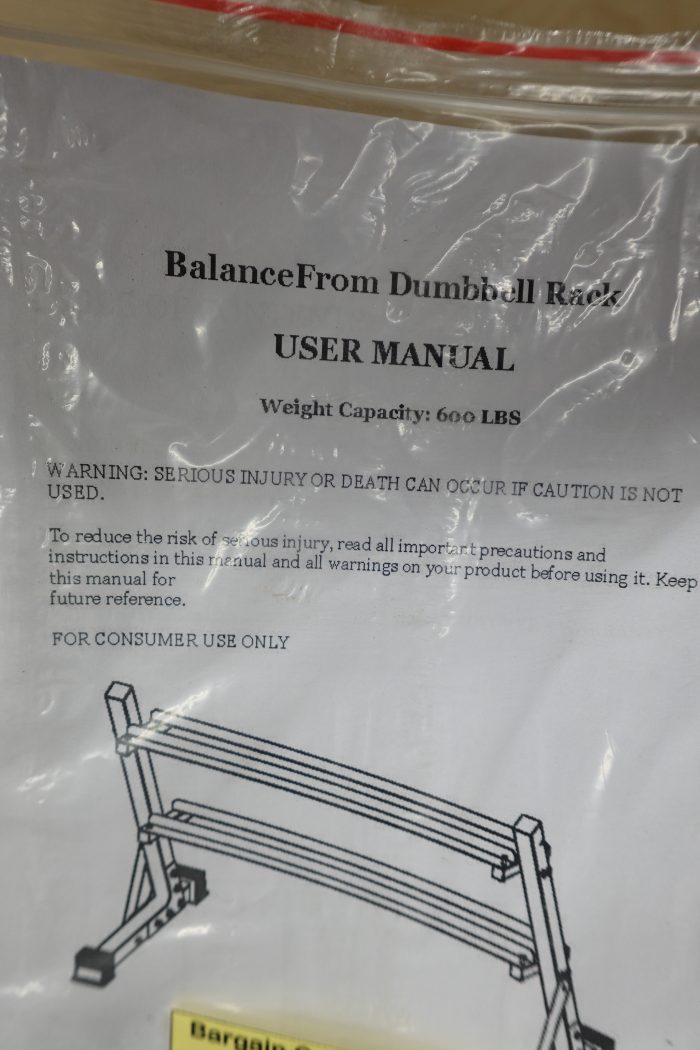 BalanceFrom Dumbbell Rack
USER MANUAL
Weight Capacity: 600 LBS
WARNING: SERIOUS INJURY OR DEATH CAN OCCUR IF CAUTION IS NOT
USED.
To reduce the risk of serious injury, read all important precautions and
instructions in this manual and all warnings on your product before using it. Keep
this manual for
future reference.
FOR CONSUMER USE ONLY
Bargain